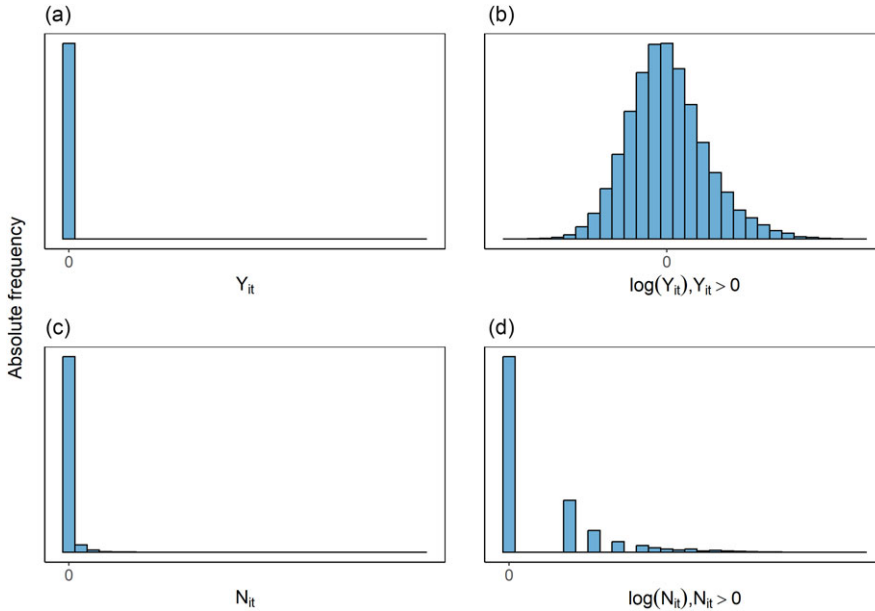 (a)
(b)
0
0
Y_it
log(Y_it), Y_it > 0
Absolute frequency
(c)
(d)
0
0
N_it
log(N_it), N_it > 0